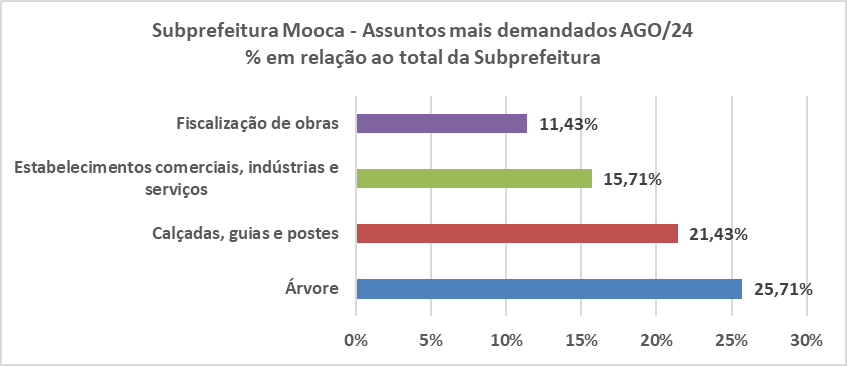 Subprefeitura Mooca - Assuntos mais demandados AGO/24
% em relação ao total da Subprefeitura
Fiscalização de obras
11,43%
Estabelecimentos comerciais, indústrias e
serviços
15,71%
Calçadas, guias e postes
21,43%
Árvore
25,71%
0% 5% 10% 15% 20% 25% 30%